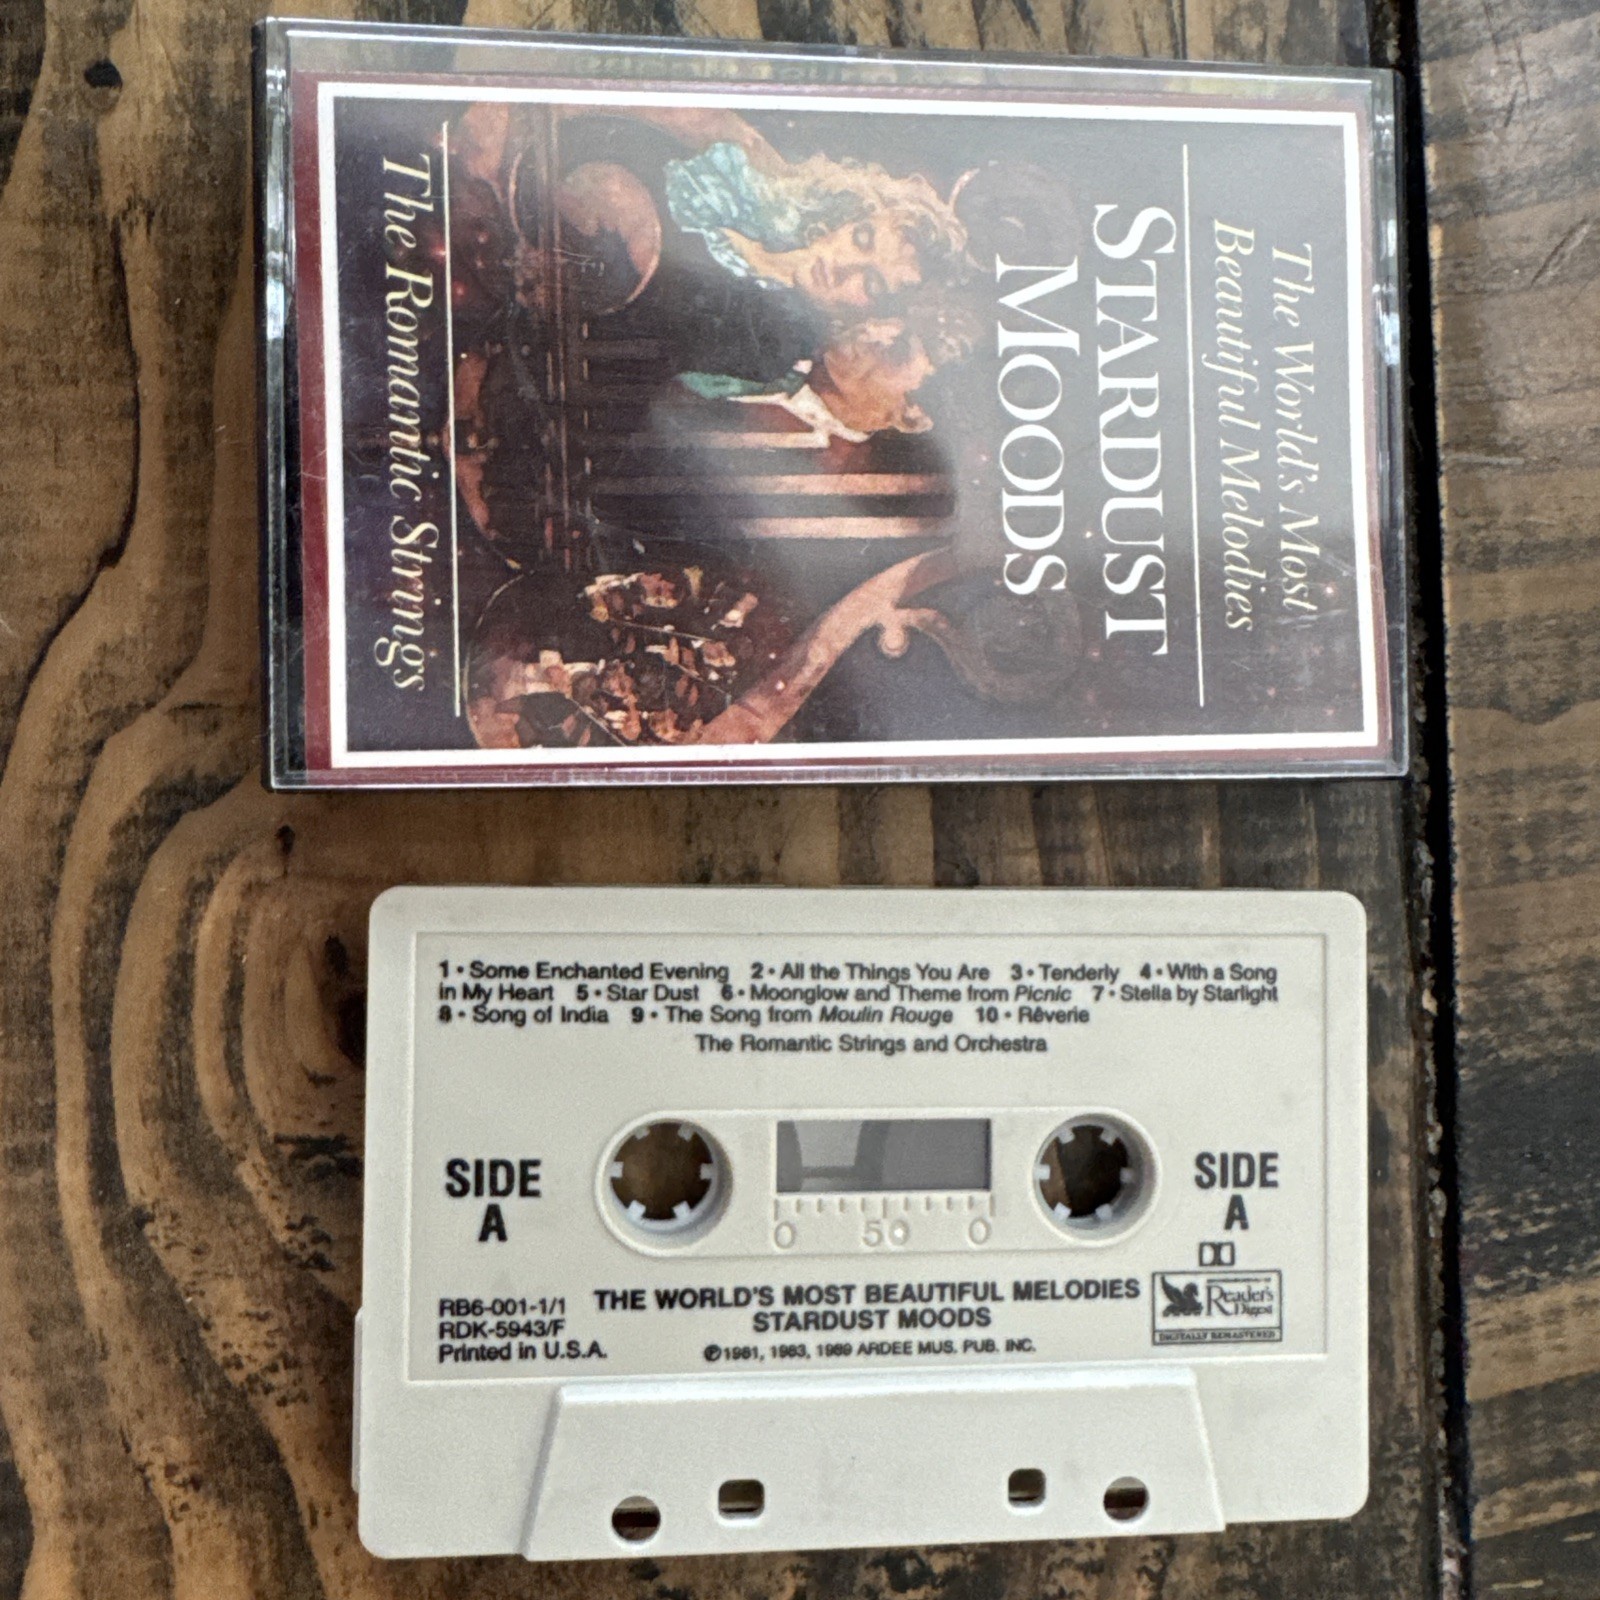 The World's Most
Beautiful Melodies
STARDUST
MOODS
The Romantic Strings
1 • Some Enchanted Evening 2 • All the Things You Are 3 • Tenderly 4 • With a Song
in My Heart 5 • Star Dust 6 • Moonglow and Theme from Picnic 7 • Stella by Starlight
8 • Song of India 9 • The Song from Moulin Rouge 10 • Rêverie
The Romantic Strings and Orchestra
SIDE
A
SIDE
A
0 50 0
RB6-001-1/1
RDK-5943/F
Printed in U.S.A.
THE WORLD'S MOST BEAUTIFUL MELODIES
STARDUST MOODS
℗1981, 1983, 1989 ARDEE MUS. PUB. INC.
Reader's
Digest
DIGITALLY REMASTERED